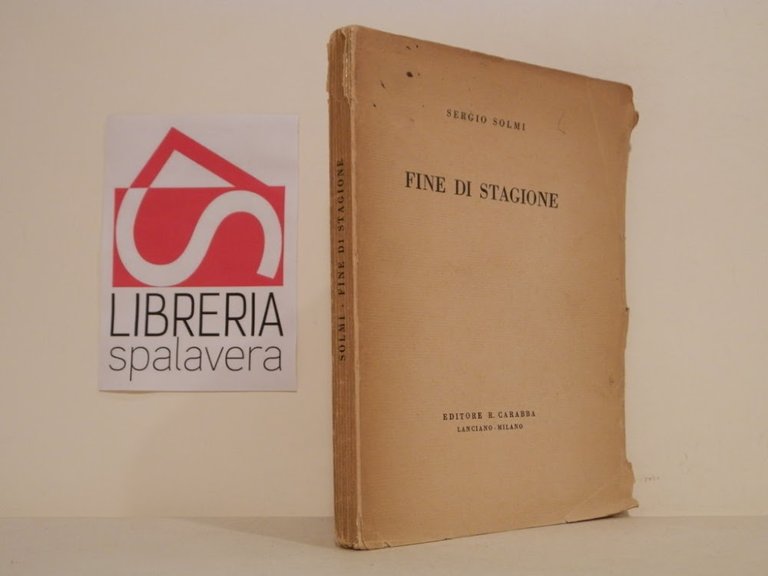 LIBRERIA
spalavera
SOLMI - FINE DI STAGIONE
SERGIO SOLMI
FINE DI STAGIONE
EDITORE R. CARABBA
LANCIANO-MILANO